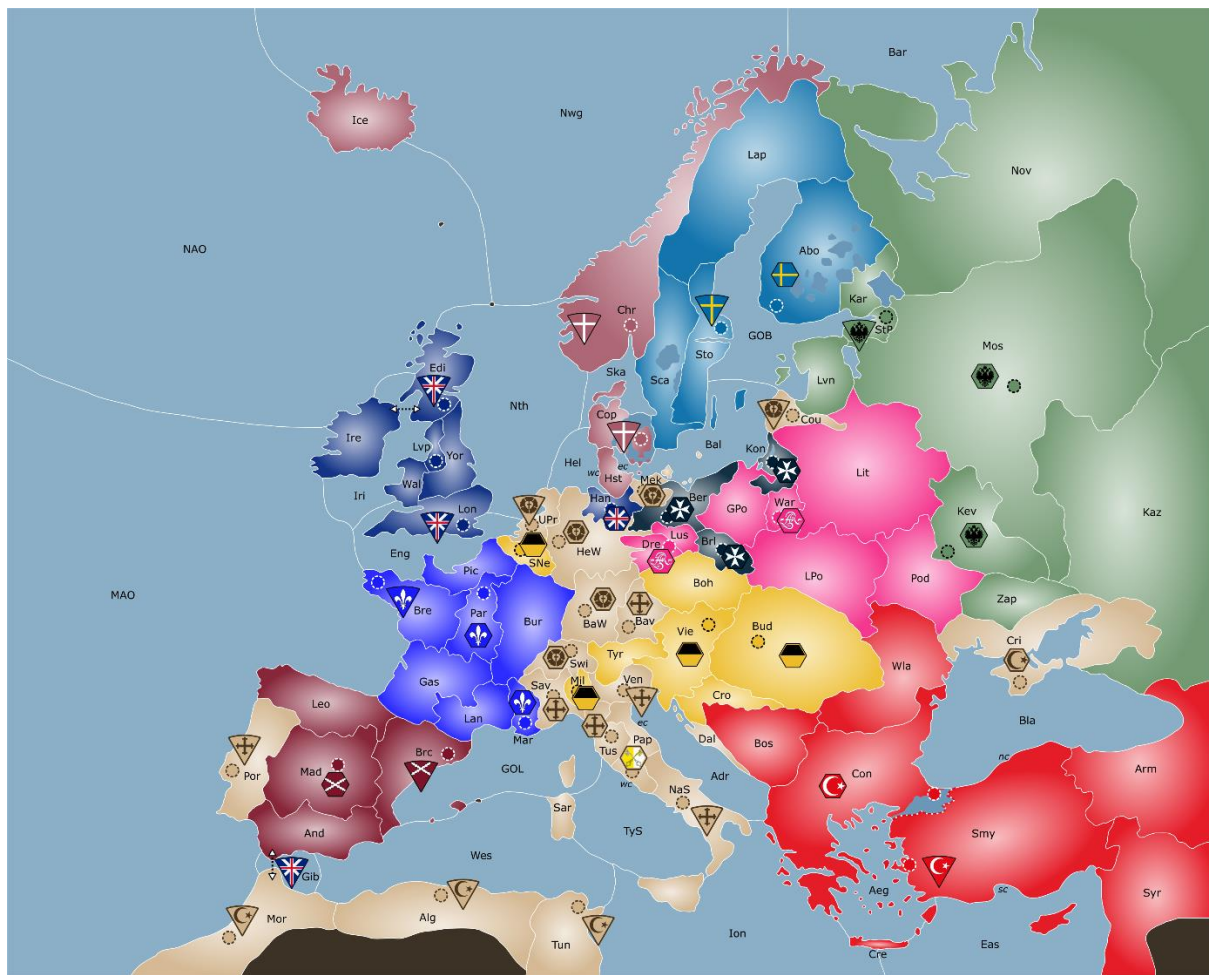 Bar
Ice
Nwg
Lap
Nov
NAO
Abo
Chr
Kar
StP
GOB
Mos
Sto
Edi
Ska
Sca
Lvn
Nth
Cop
Cou
Ire
Lvp
Yor
Bal
Kon
Hel
wc
ec
Lit
Hst
Mek
Wal
Iri
Han
Ber
GPo
War
Lon
UPr
Kev
Kaz
Lus
Dre
Brl
Eng
SNe
HeW
Pic
Boh
LPo
Pod
MAO
Bre
Par
Zap
Bur
BaW
Bav
Vie
Bud
Cri
Tyr
Swi
Wla
Gas
Sav
Mil
Ven
Cro
Leo
Lan
ec
Bla
Mar
Tus
Pap
Dal
Bos
Brc
nc
Mad
Por
GOL
wc
Adr
Con
Arm
NaS
Sar
And
TyS
Smy
Wes
Gib
Aeg
sc
Syr
Mor
Alg
Tun
Ion
Cre
Eas